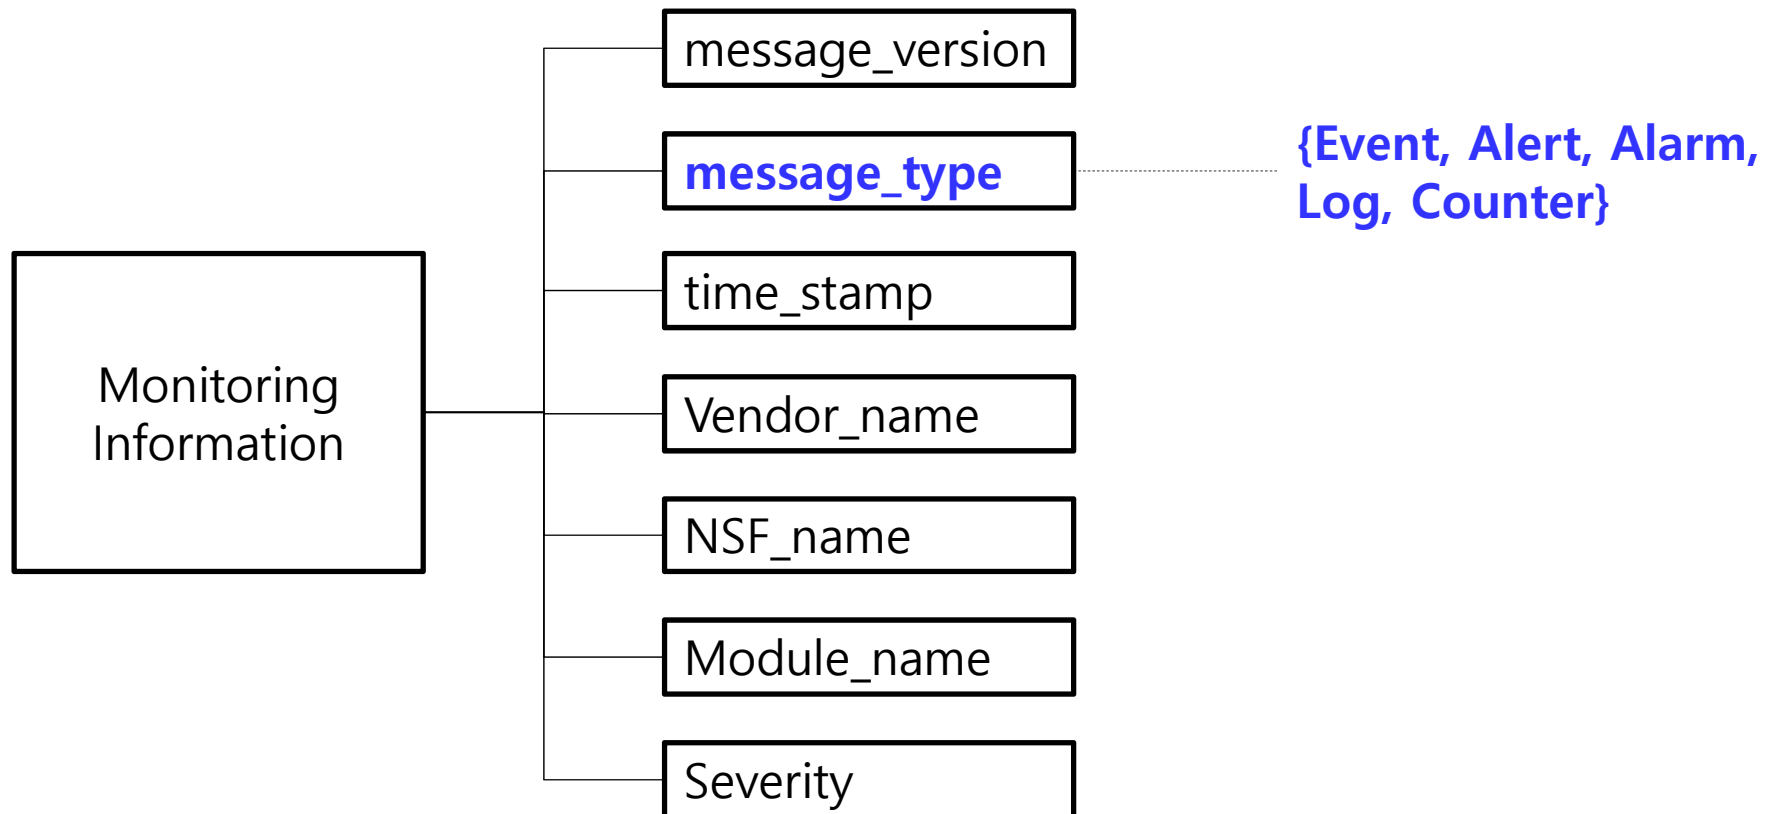 message_version
message_type
{Event, Alert, Alarm,
Log, Counter}
time_stamp
Monitoring
Information
Vendor_name
NSF_name
Module_name
Severity